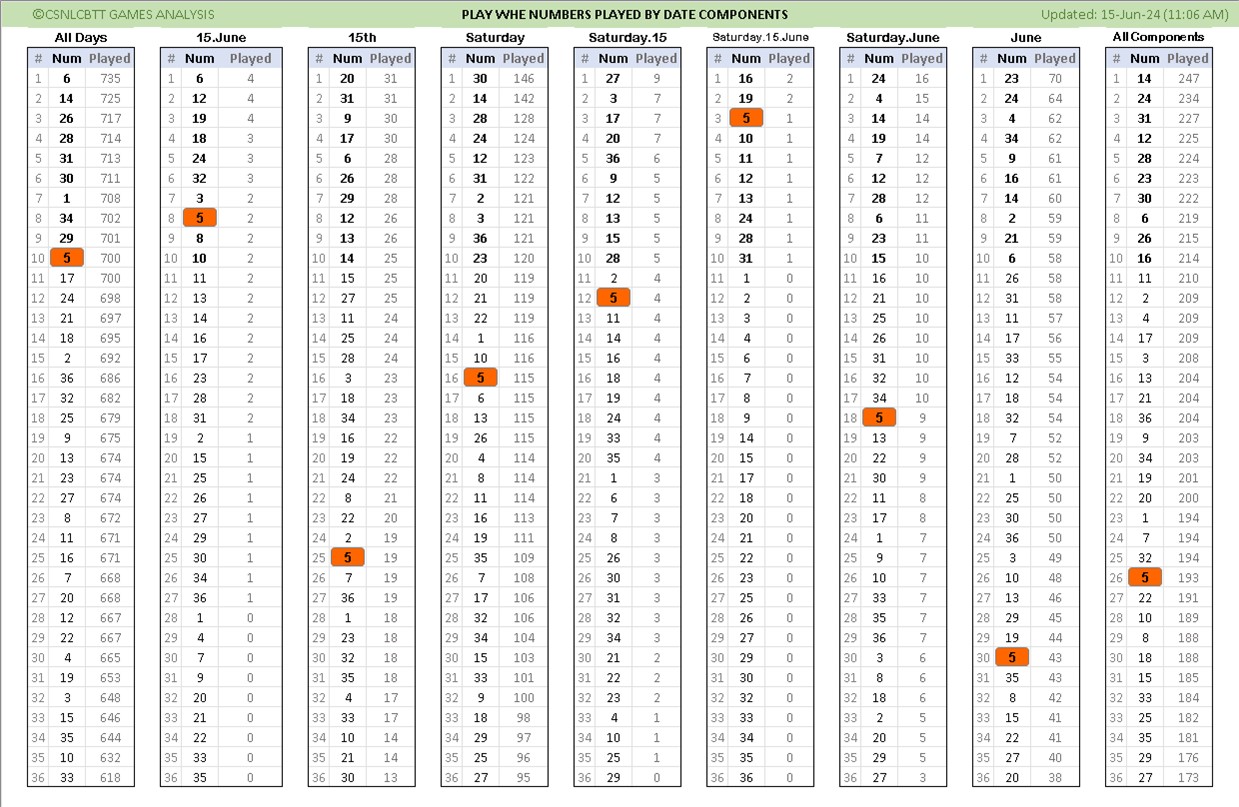 ©CSNLCBTT GAMES ANALYSIS PLAY WHE NUMBERS PLAYED BY DATE COMPONENTS Updated: 15-Jun-24 (11:06 AM)
All Days 15.June 15th Saturday Saturday.15 Saturday.15.June Saturday.June June All Components
# Num Played # Num Played # Num Played # Num Played # Num Played # Num Played # Num Played # Num Played # Num Played
1 6 735 1 6 4 1 20 31 1 30 146 1 27 9 1 16 2 1 24 16 1 23 70 1 14 247
2 14 725 2 12 4 2 31 31 2 14 142 2 3 7 2 19 2 2 4 15 2 24 64 2 24 234
3 26 717 3 19 4 3 9 30 3 28 128 3 17 7 3 5 1 3 14 14 3 4 62 3 31 227
4 28 714 4 18 3 4 17 30 4 24 124 4 20 7 4 10 1 4 19 14 4 34 62 4 12 225
5 31 713 5 24 3 5 6 28 5 12 123 5 36 6 5 11 1 5 7 12 5 9 61 5 28 224
6 30 711 6 32 3 6 26 28 6 31 122 6 9 5 6 12 1 6 12 12 6 16 61 6 23 223
7 1 708 7 3 2 7 29 28 7 2 121 7 12 5 7 13 1 7 28 12 7 14 60 7 30 222
8 34 702 8 5 2 8 12 26 8 3 121 8 13 5 8 24 1 8 6 11 8 2 59 8 6 219
9 29 701 9 8 2 9 13 26 9 36 121 9 15 5 9 28 1 9 23 11 9 21 59 9 26 215
10 5 700 10 10 2 10 14 25 10 23 120 10 28 5 10 31 1 10 15 10 10 6 58 10 16 214
11 17 700 11 11 2 11 15 25 11 20 119 11 2 4 11 1 0 11 16 10 11 26 58 11 11 210
12 24 698 12 13 2 12 27 25 12 21 119 12 5 4 12 2 0 12 21 10 12 31 58 12 2 209
13 21 697 13 14 2 13 11 24 13 22 119 13 11 4 13 3 0 13 25 10 13 11 57 13 4 209
14 18 695 14 16 2 14 25 24 14 1 116 14 14 4 14 4 0 14 26 10 14 17 56 14 17 209
15 2 692 15 17 2 15 28 24 15 10 116 15 16 4 15 6 0 15 31 10 15 33 55 15 3 208
16 36 686 16 23 2 16 3 23 16 5 115 16 18 4 16 7 0 16 32 10 16 12 54 16 13 204
17 32 682 17 28 2 17 18 23 17 6 115 17 19 4 17 8 0 17 34 10 17 18 54 17 21 204
18 25 679 18 31 2 18 34 23 18 13 115 18 24 4 18 9 0 18 5 9 18 32 54 18 36 204
19 9 675 19 2 1 19 16 22 19 26 115 19 33 4 19 14 0 19 13 9 19 7 52 19 9 203
20 13 674 20 15 1 20 19 22 20 4 114 20 35 4 20 15 0 20 22 9 20 28 52 20 34 203
21 23 674 21 25 1 21 24 22 21 8 114 21 1 3 21 17 0 21 30 9 21 1 50 21 19 201
22 27 674 22 26 1 22 8 21 22 11 114 22 6 3 22 18 0 22 11 8 22 25 50 22 20 200
23 8 672 23 27 1 23 22 20 23 16 113 23 7 3 23 20 0 23 17 8 23 30 50 23 1 194
24 11 671 24 29 1 24 2 19 24 19 111 24 8 3 24 21 0 24 1 7 24 36 50 24 7 194
25 16 671 25 30 1 25 5 19 25 35 109 25 26 3 25 22 0 25 9 7 25 3 49 25 32 194
26 7 668 26 34 1 26 7 19 26 7 108 26 30 3 26 23 0 26 10 7 26 10 48 26 5 193
27 20 668 27 36 1 27 36 19 27 17 106 27 31 3 27 25 0 27 33 7 27 13 46 27 22 191
28 12 667 28 1 0 28 1 18 28 32 106 28 32 3 28 26 0 28 35 7 28 29 45 28 10 189
29 22 667 29 4 0 29 23 18 29 34 104 29 34 3 29 27 0 29 36 7 29 19 44 29 8 188
30 4 665 30 7 0 30 32 18 30 15 103 30 21 2 30 29 0 30 3 6 30 5 43 30 18 188
31 19 653 31 9 0 31 35 18 31 33 101 31 22 2 31 30 0 31 8 6 31 35 43 31 15 185
32 3 648 32 20 0 32 4 17 32 9 100 32 23 2 32 32 0 32 18 6 32 8 42 32 33 184
33 15 646 33 21 0 33 33 17 33 18 98 33 4 1 33 33 0 33 2 5 33 15 41 33 25 182
34 35 644 34 22 0 34 10 14 34 29 97 34 10 1 34 34 0 34 20 5 34 22 41 34 35 181
35 10 632 35 33 0 35 21 14 35 25 96 35 25 1 35 35 0 35 29 5 35 27 40 35 29 176
36 33 618 36 35 0 36 30 13 36 27 95 36 29 0 36 36 0 36 27 3 36 20 38 36 27 173